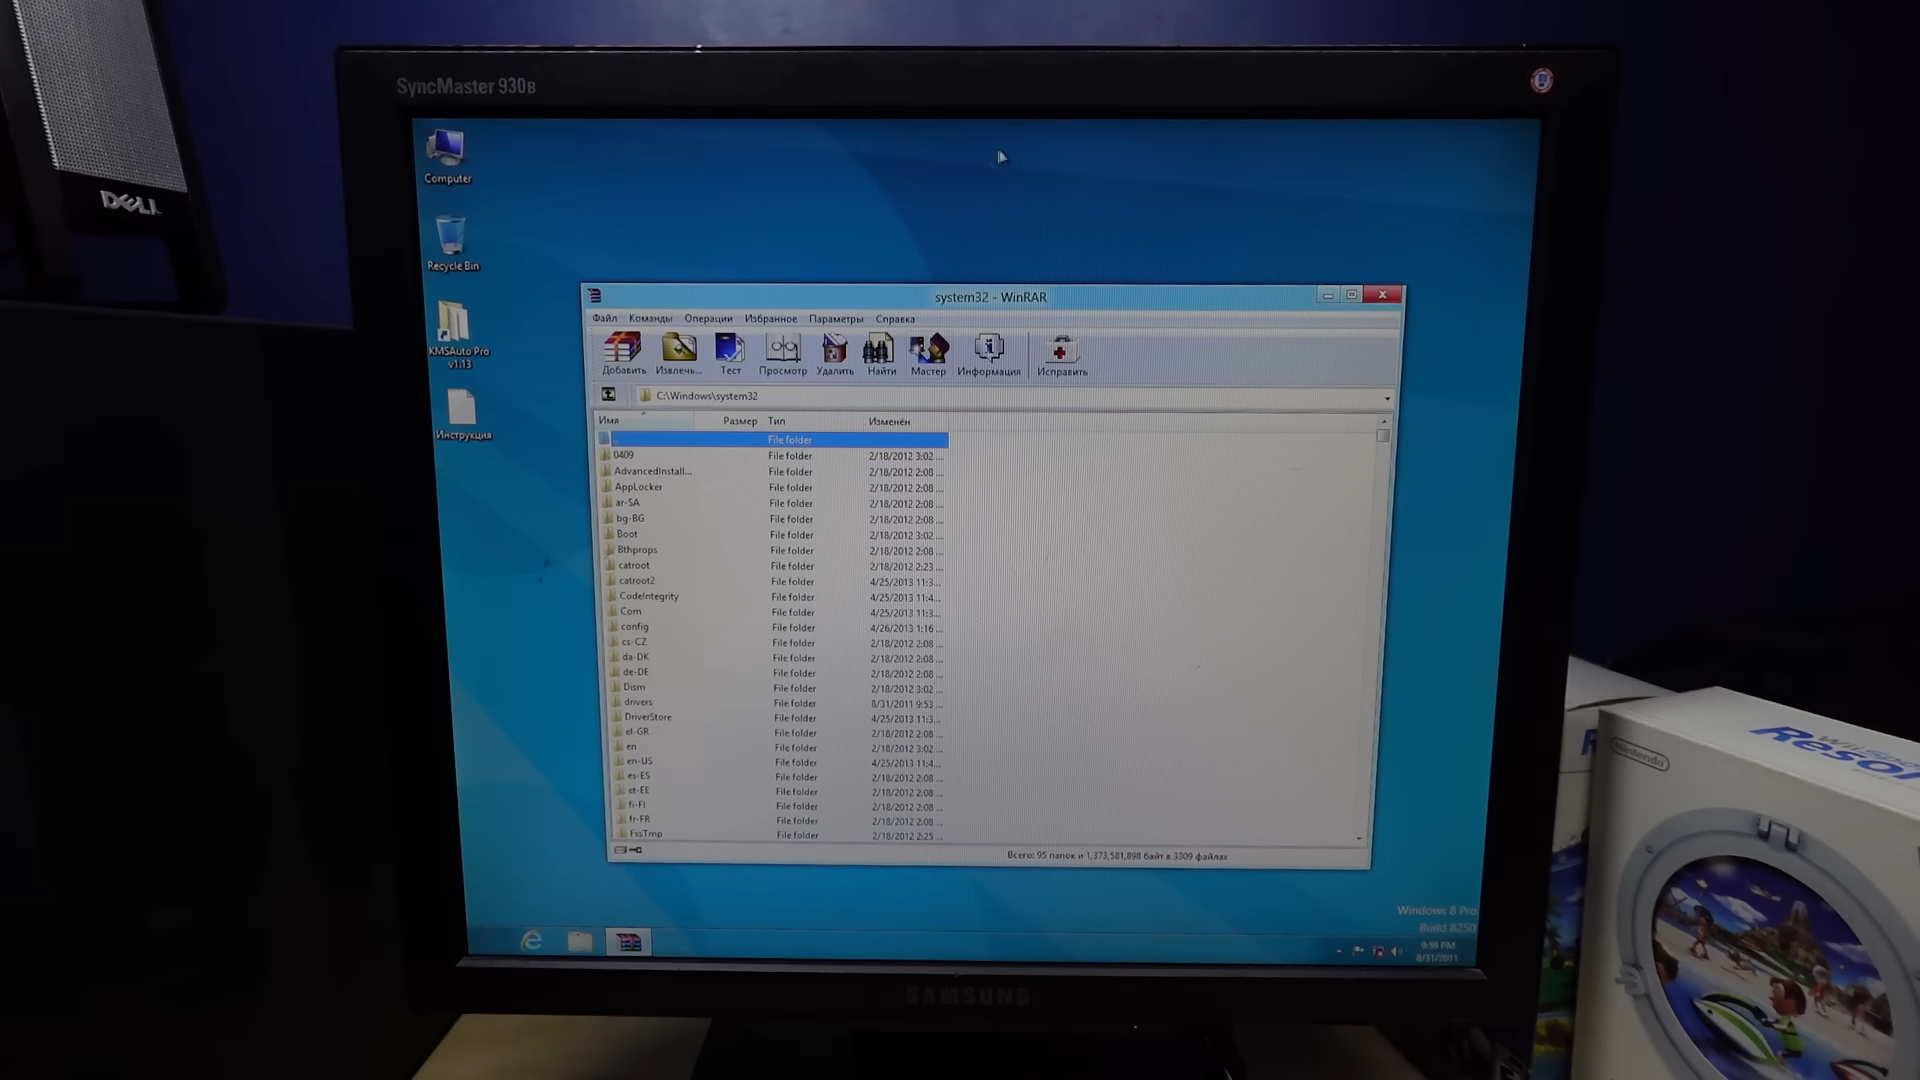 SyncMaster 930B
DELL
Computer
Recycle Bin
KMSAuto Pro
v1.13
Инструкция
system32 - WinRAR
Файл Команды Операции Избранное Параметры Справка
Добавить Извлечь... Тест Просмотр Удалить Найти Мастер Информация Исправить
C:\Windows\system32
Имя Размер Тип Изменён
.. File folder
0409 File folder 2/18/2012 3:02 ...
AdvancedInstall... File folder 2/18/2012 2:08 ...
AppLocker File folder 2/18/2012 2:08 ...
ar-SA File folder 2/18/2012 2:08 ...
bg-BG File folder 2/18/2012 2:08 ...
Boot File folder 2/18/2012 3:02 ...
Bthprops File folder 2/18/2012 2:08 ...
catroot File folder 2/18/2012 2:23 ...
catroot2 File folder 4/25/2013 11:3...
CodeIntegrity File folder 4/25/2013 11:4...
Com File folder 4/25/2013 11:3...
config File folder 4/26/2013 1:16 ...
cs-CZ File folder 2/18/2012 2:08 ...
da-DK File folder 2/18/2012 2:08 ...
de-DE File folder 2/18/2012 2:08 ...
Dism File folder 2/18/2012 3:02 ...
drivers File folder 8/31/2011 9:53 ...
DriverStore File folder 4/25/2013 11:3...
el-GR File folder 2/18/2012 2:08 ...
en File folder 2/18/2012 3:02 ...
en-US File folder 4/25/2013 11:4...
es-ES File folder 2/18/2012 2:08 ...
et-EE File folder 2/18/2012 2:08 ...
fi-FI File folder 2/18/2012 2:08 ...
fr-FR File folder 2/18/2012 2:08 ...
FxsTmp File folder 2/18/2012 2:25 ...
Всего: 95 папок и 1,373,581,898 байт в 3309 файлах
Windows 8 Pro
Build 8250
9:59 PM
8/31/2011
SAMSUNG
Nintendo
Wii Spo
Resor